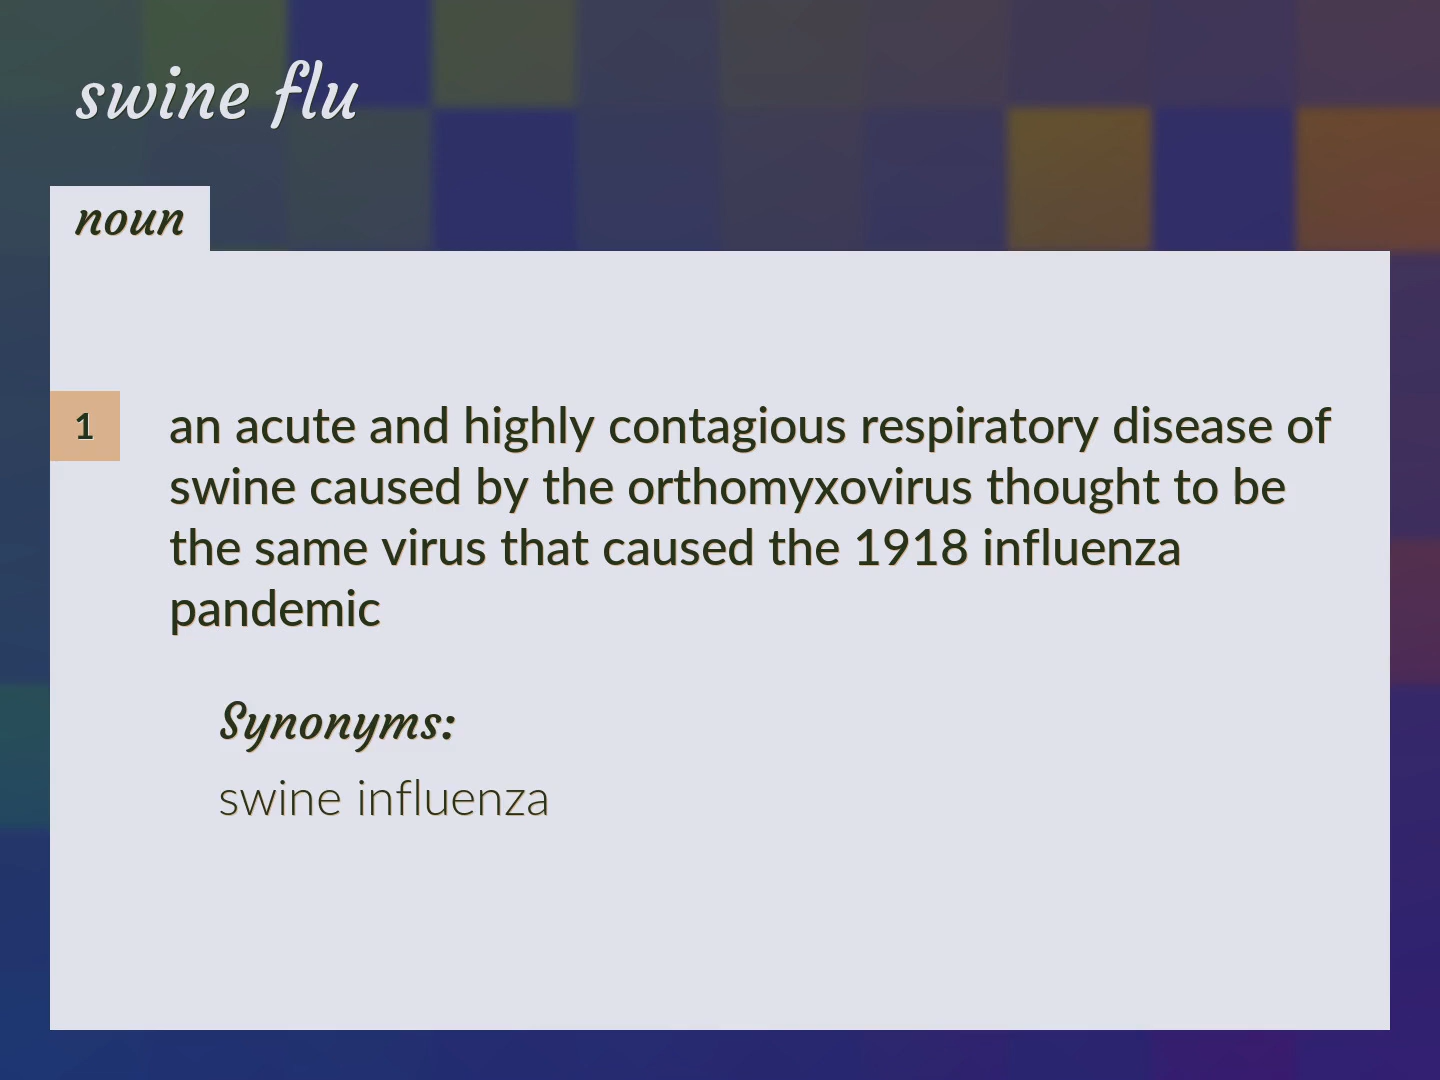 swine flu
noun
1
an acute and highly contagious respiratory disease of
swine caused by the orthomyxovirus thought to be
the same virus that caused the 1918 influenza
pandemic
Synonyms:
swine influenza